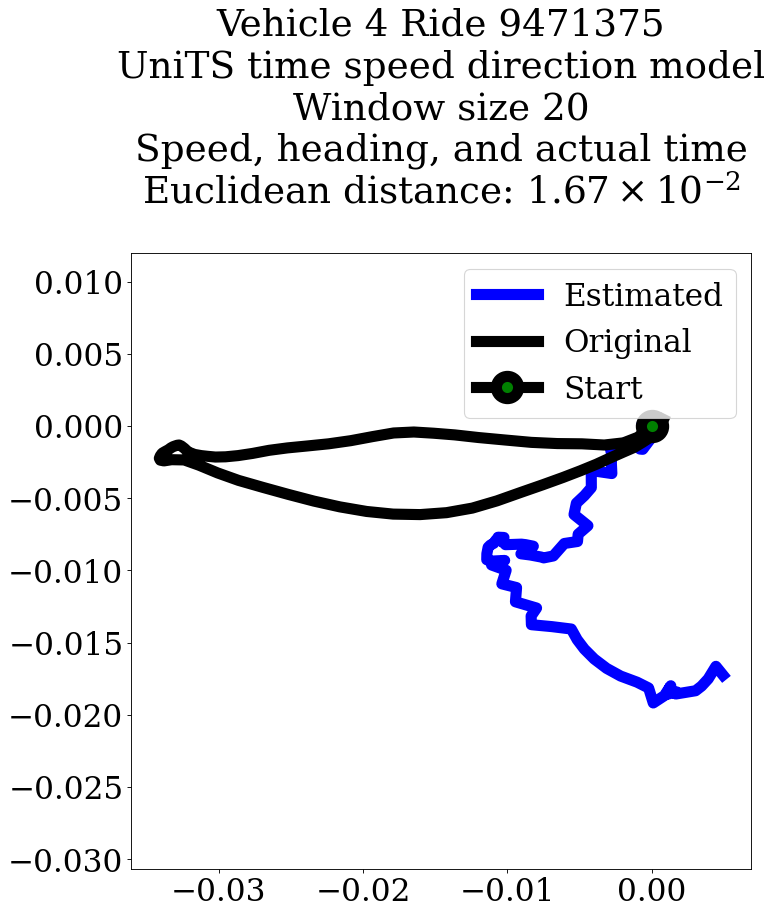 Vehicle 4 Ride 9471375
UniTS time speed direction model
Window size 20
Speed, heading, and actual time
Euclidean distance: 1.67 × 10⁻²
Estimated
Original
Start
0.010
0.005
0.000
−0.005
−0.010
−0.015
−0.020
−0.025
−0.030
−0.03 −0.02 −0.01 0.00